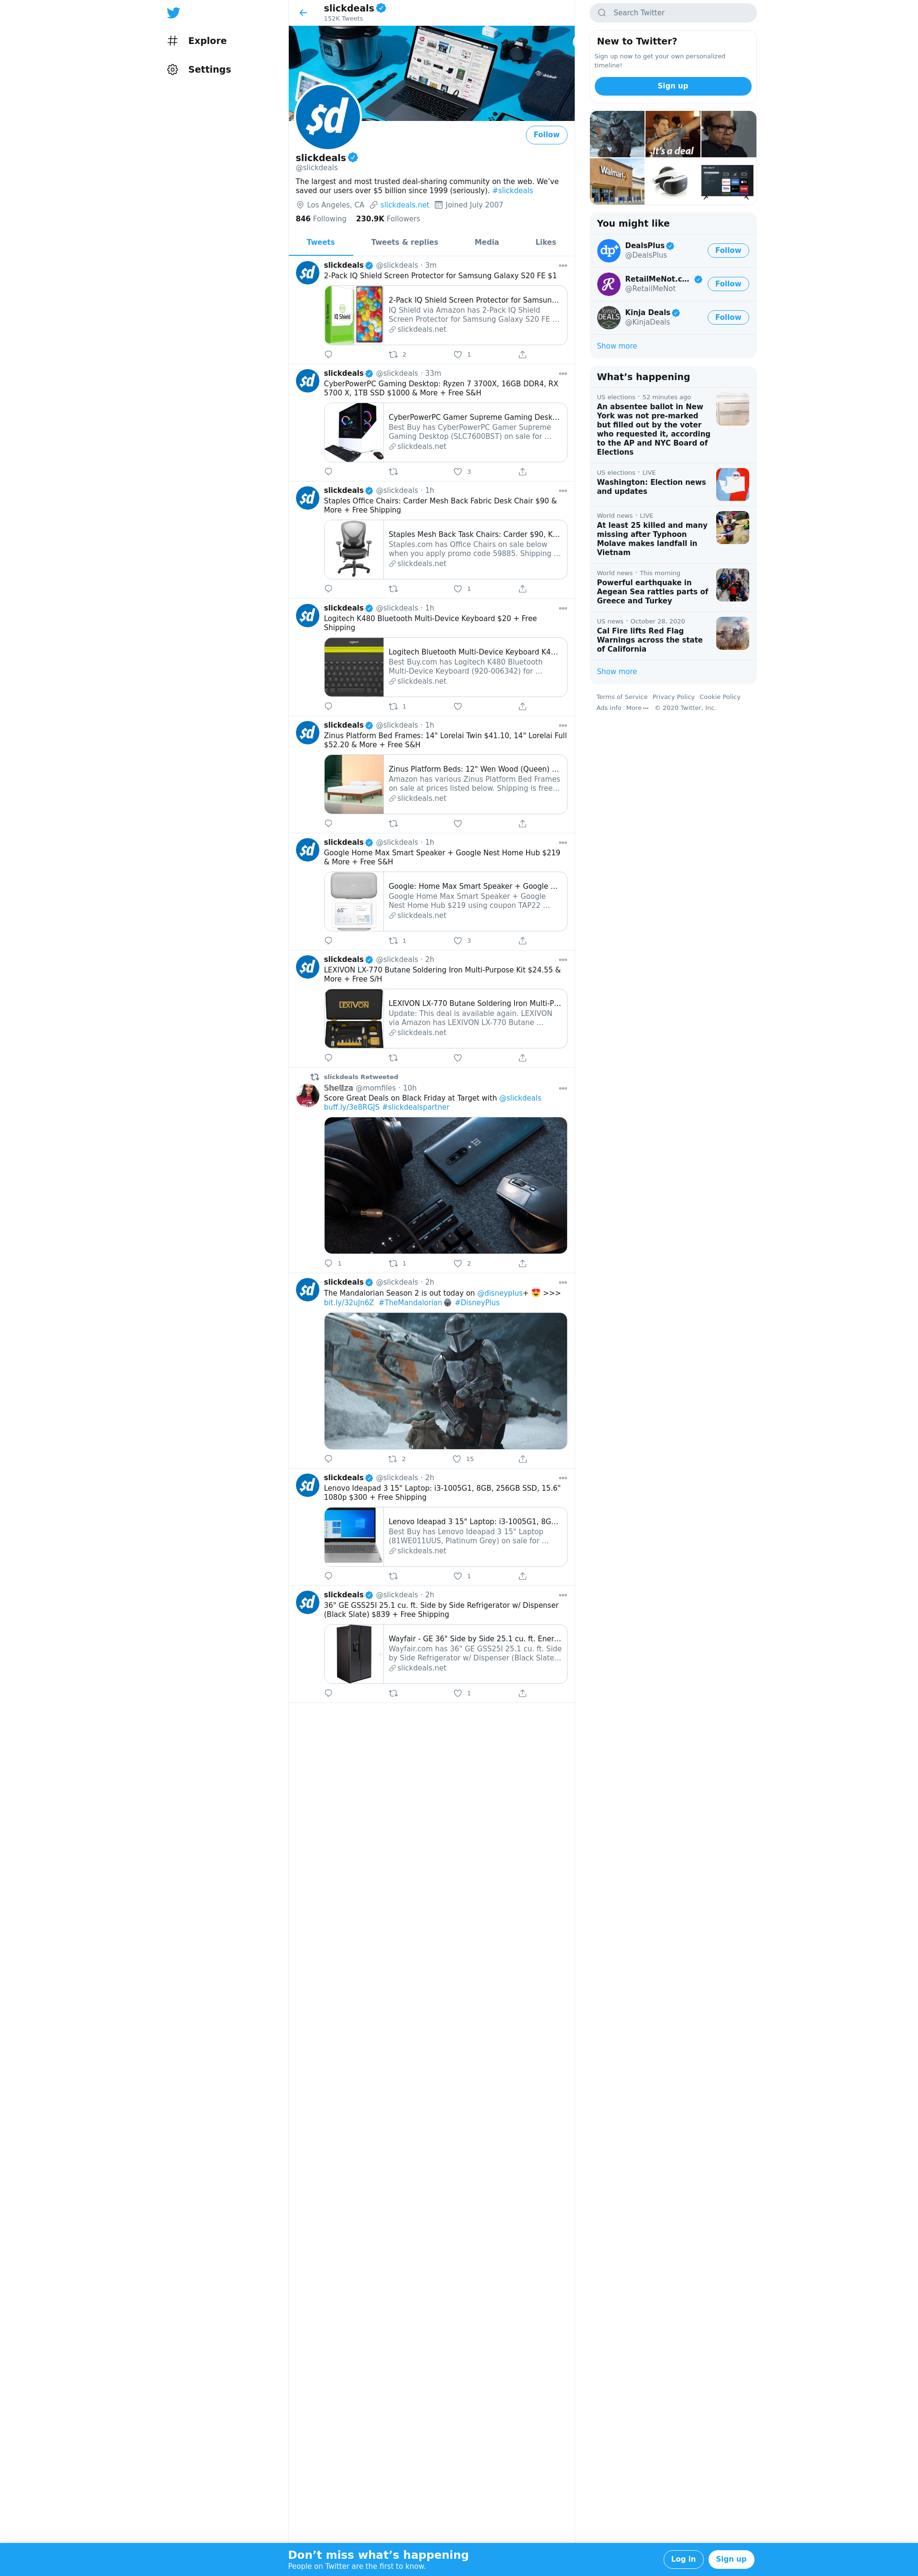 Explore
Settings
slickdeals
152K Tweets
$d
Follow
slickdeals
@slickdeals
The largest and most trusted deal-sharing community on the web. We’ve
saved our users over $5 billion since 1999 (seriously). #slickdeals
Los Angeles, CA slickdeals.net Joined July 2007
846 Following 230.9K Followers
Tweets Tweets & replies Media Likes
slickdeals @slickdeals · 3m
2-Pack IQ Shield Screen Protector for Samsung Galaxy S20 FE $1
IQ Shield
2-Pack IQ Shield Screen Protector for Samsun…
IQ Shield via Amazon has 2-Pack IQ Shield
Screen Protector for Samsung Galaxy S20 FE …
slickdeals.net
2 1
slickdeals @slickdeals · 33m
CyberPowerPC Gaming Desktop: Ryzen 7 3700X, 16GB DDR4, RX
5700 X, 1TB SSD $1000 & More + Free S&H
CyberPowerPC Gamer Supreme Gaming Desk…
Best Buy has CyberPowerPC Gamer Supreme
Gaming Desktop (SLC7600BST) on sale for …
slickdeals.net
3
slickdeals @slickdeals · 1h
Staples Office Chairs: Carder Mesh Back Fabric Desk Chair $90 &
More + Free Shipping
Staples Mesh Back Task Chairs: Carder $90, K…
Staples.com has Office Chairs on sale below
when you apply promo code 59885. Shipping …
slickdeals.net
1
slickdeals @slickdeals · 1h
Logitech K480 Bluetooth Multi-Device Keyboard $20 + Free
Shipping
Logitech Bluetooth Multi-Device Keyboard K4…
Best Buy.com has Logitech K480 Bluetooth
Multi-Device Keyboard (920-006342) for …
slickdeals.net
1
slickdeals @slickdeals · 1h
Zinus Platform Bed Frames: 14" Lorelai Twin $41.10, 14" Lorelai Full
$52.20 & More + Free S&H
Zinus Platform Beds: 12" Wen Wood (Queen) …
Amazon has various Zinus Platform Bed Frames
on sale at prices listed below. Shipping is free…
slickdeals.net
slickdeals @slickdeals · 1h
Google Home Max Smart Speaker + Google Nest Home Hub $219
& More + Free S&H
Google: Home Max Smart Speaker + Google …
Google Home Max Smart Speaker + Google
Nest Home Hub $219 using coupon TAP22 …
slickdeals.net
1 3
slickdeals @slickdeals · 2h
LEXIVON LX-770 Butane Soldering Iron Multi-Purpose Kit $24.55 &
More + Free S/H
LEXIVON
LEXIVON LX-770 Butane Soldering Iron Multi-P…
Update: This deal is available again. LEXIVON
via Amazon has LEXIVON LX-770 Butane …
slickdeals.net
slickdeals Retweeted
Shellza @momfiles · 10h
Score Great Deals on Black Friday at Target with @slickdeals
buff.ly/3e8RGJS #slickdealspartner
1 1 2
slickdeals @slickdeals · 2h
The Mandalorian Season 2 is out today on @disneyplus+ 😍 >>>
bit.ly/32uJn6Z #TheMandalorian #DisneyPlus
2 15
slickdeals @slickdeals · 2h
Lenovo Ideapad 3 15" Laptop: i3-1005G1, 8GB, 256GB SSD, 15.6"
1080p $300 + Free Shipping
Lenovo Ideapad 3 15" Laptop: i3-1005G1, 8G…
Best Buy has Lenovo Ideapad 3 15" Laptop
(81WE011UUS, Platinum Grey) on sale for …
slickdeals.net
1
slickdeals @slickdeals · 2h
36" GE GSS25I 25.1 cu. ft. Side by Side Refrigerator w/ Dispenser
(Black Slate) $839 + Free Shipping
Wayfair - GE 36" Side by Side 25.1 cu. ft. Ener…
Wayfair.com has 36" GE GSS25I 25.1 cu. ft. Side
by Side Refrigerator w/ Dispenser (Black Slate…
slickdeals.net
1
Search Twitter
New to Twitter?
Sign up now to get your own personalized
timeline!
Sign up
It's a deal
Walmart
You might like
dp+
DealsPlus
@DealsPlus
Follow
RetailMeNot.c…
@RetailMeNot
Follow
DEALS
Kinja Deals
@KinjaDeals
Follow
Show more
What’s happening
US elections · 52 minutes ago
An absentee ballot in New
York was not pre-marked
but filled out by the voter
who requested it, according
to the AP and NYC Board of
Elections
US elections · LIVE
Washington: Election news
and updates
World news · LIVE
At least 25 killed and many
missing after Typhoon
Molave makes landfall in
Vietnam
World news · This morning
Powerful earthquake in
Aegean Sea rattles parts of
Greece and Turkey
US news · October 28, 2020
Cal Fire lifts Red Flag
Warnings across the state
of California
Show more
Terms of Service Privacy Policy Cookie Policy
Ads info More © 2020 Twitter, Inc.
Don’t miss what’s happening
People on Twitter are the first to know.
Log in
Sign up